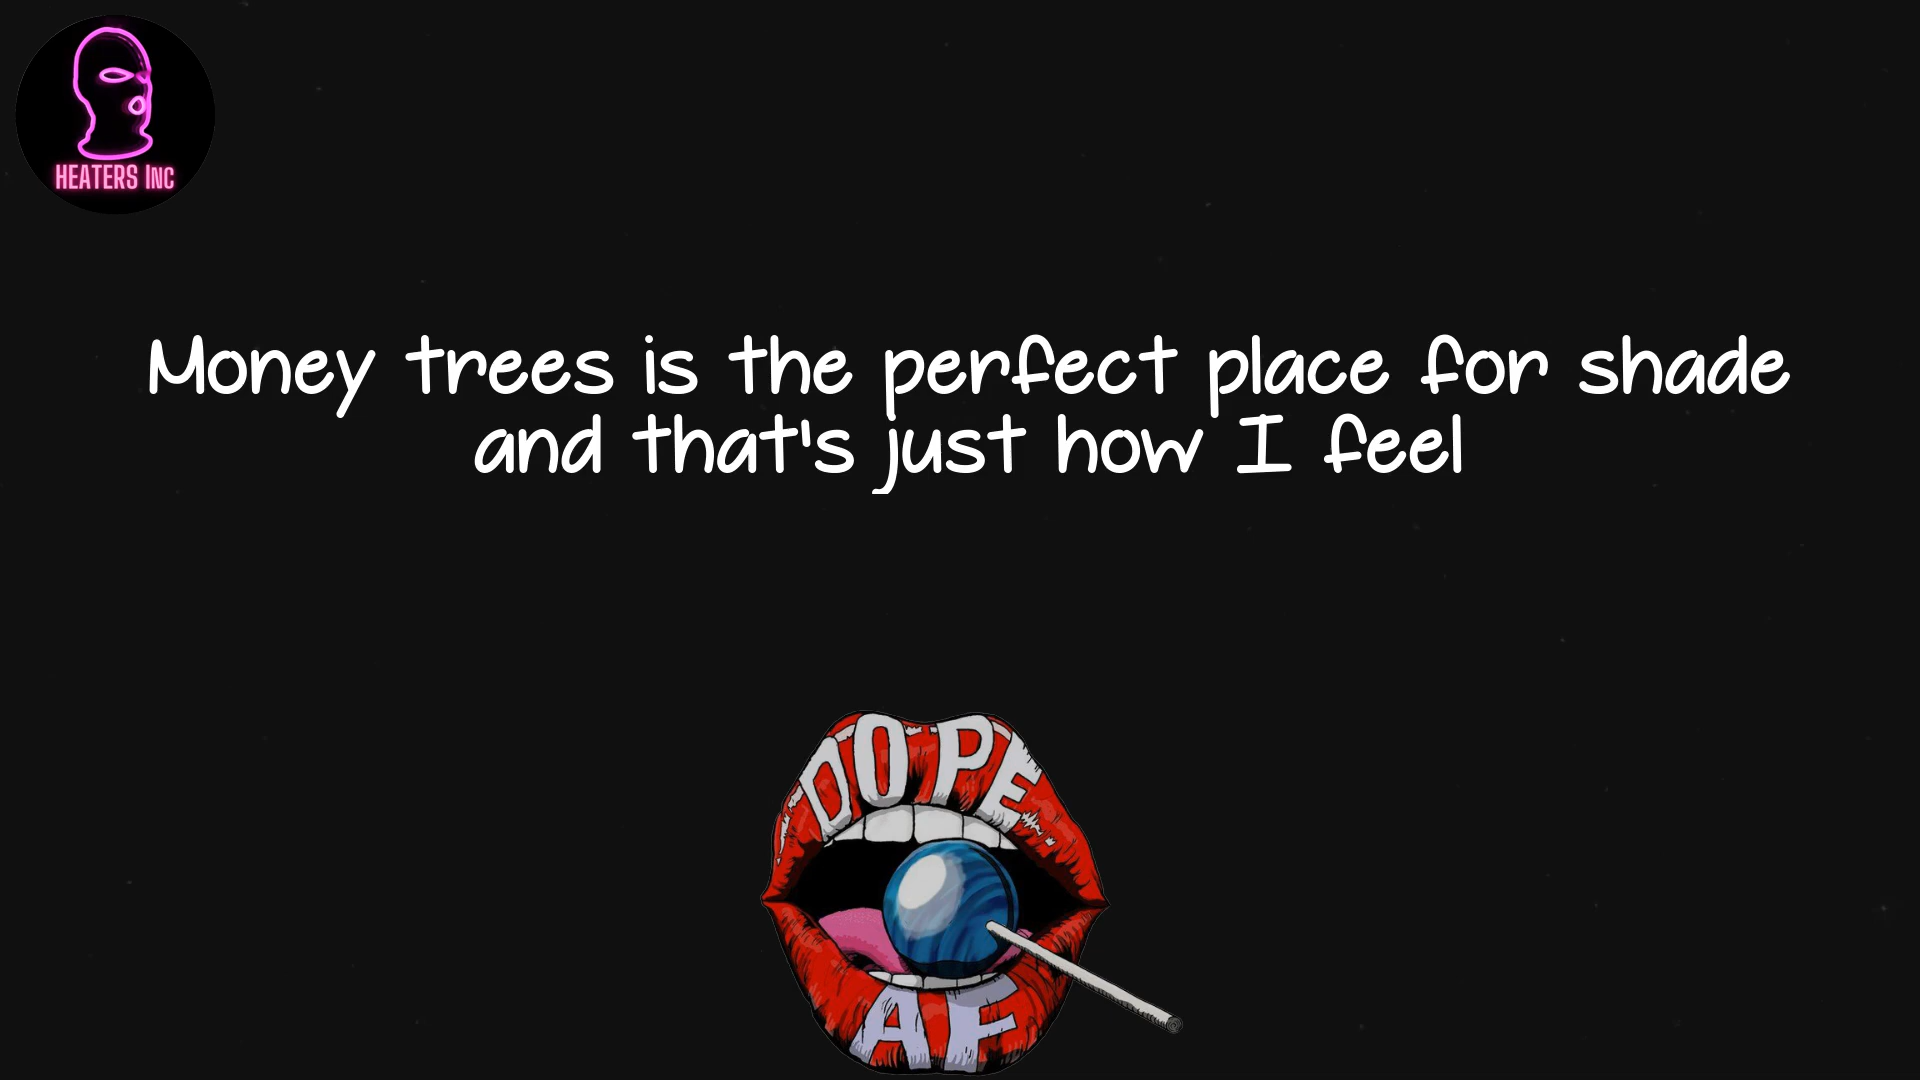 HEATERS INC
Money trees is the perfect place for shade
and that's just how I feel
DOPE
AF